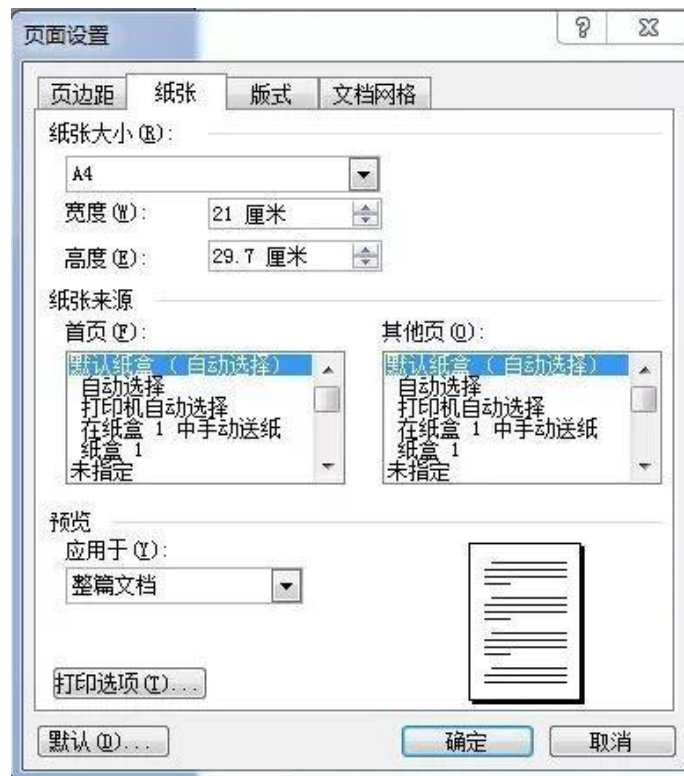 页面设置
页边距 纸张 版式 文档网格
纸张大小(R):
A4
宽度(W): 21 厘米
高度(E): 29.7 厘米
纸张来源
首页(F): 其他页(O):
默认纸盒 (自动选择) 默认纸盒 (自动选择)
自动选择 自动选择
打印机自动选择 打印机自动选择
在纸盒 1 中手动送纸 在纸盒 1 中手动送纸
纸盒 1 纸盒 1
未指定 未指定
预览
应用于(Y):
整篇文档
打印选项(T)...
默认(D)... 确定 取消